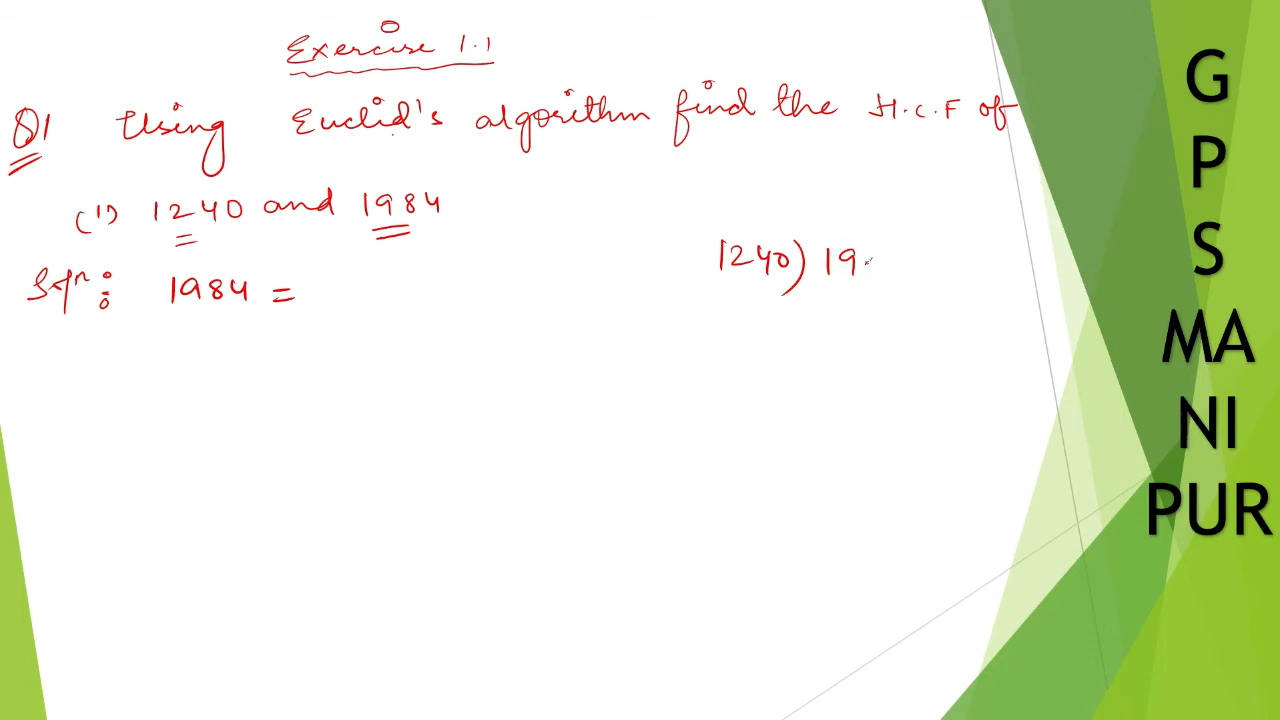 Exercise 1.1
Q1 Using Euclid's algorithm find the H.C.F of
(i) 1240 and 1984
Sol^n : 1984 =
1240) 19
G
P
S
MA
NI
PUR